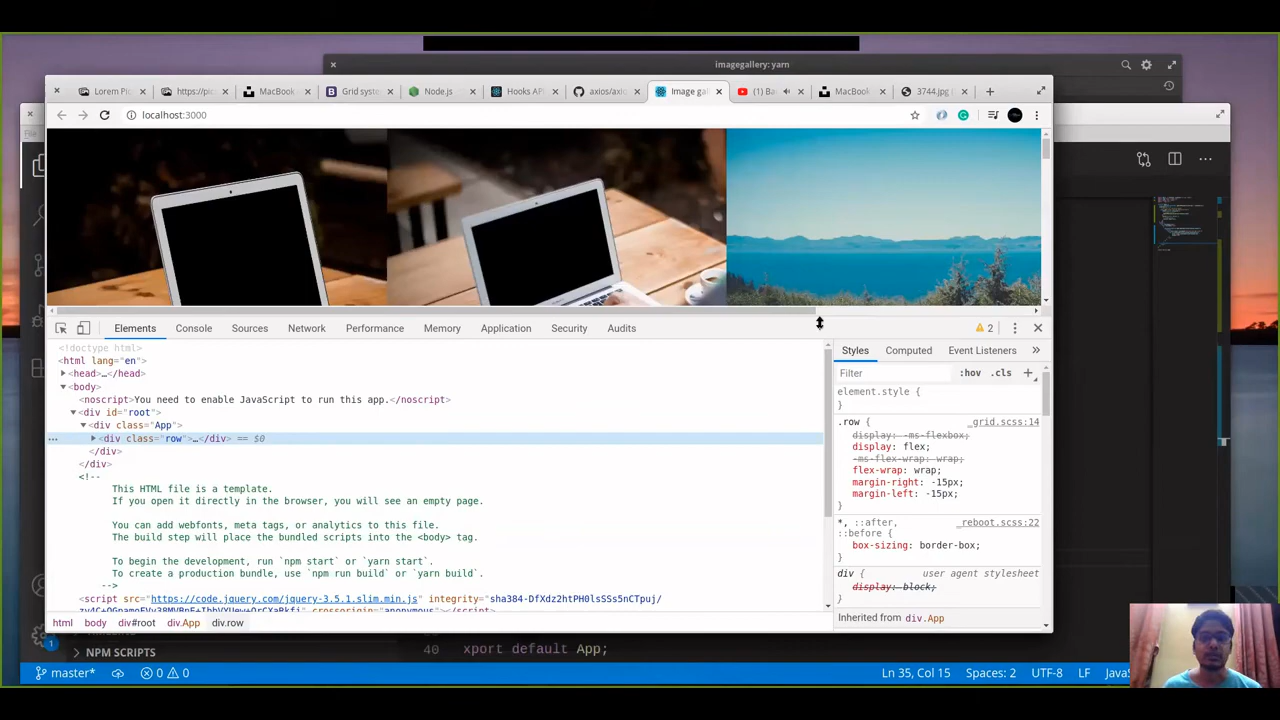 imagegallery: yarn
Lorem Pic
https://pic
MacBook
Grid syste
Node.js
Hooks API
axios/axio
Image gal
(1) Ba
MacBook
3744.jpg (
localhost:3000
Elements Console Sources Network Performance Memory Application Security Audits 2
<!doctype html>
<html lang="en">
<head>…</head>
<body>
<noscript>You need to enable JavaScript to run this app.</noscript>
<div id="root">
<div class="App">
<div class="row">…</div> == $0
</div>
</div>
<!--
This HTML file is a template.
If you open it directly in the browser, you will see an empty page.
You can add webfonts, meta tags, or analytics to this file.
The build step will place the bundled scripts into the <body> tag.
To begin the development, run `npm start` or `yarn start`.
To create a production bundle, use `npm run build` or `yarn build`.
-->
<script src="https://code.jquery.com/jquery-3.5.1.slim.min.js" integrity="sha384-DfXdz2htPH0lsSSs5nCTpuj/
html body div#root div.App div.row
Styles Computed Event Listeners
Filter :hov .cls
element.style {
}
.row { _grid.scss:14
display: -ms-flexbox;
display: flex;
-ms-flex-wrap: wrap;
flex-wrap: wrap;
margin-right: -15px;
margin-left: -15px;
}
*, ::after, _reboot.scss:22
::before {
box-sizing: border-box;
}
div { user agent stylesheet
display: block;
}
Inherited from div.App
NPM SCRIPTS
40 xport default App;
1
master* 0 0 Ln 35, Col 15 Spaces: 2 UTF-8 LF